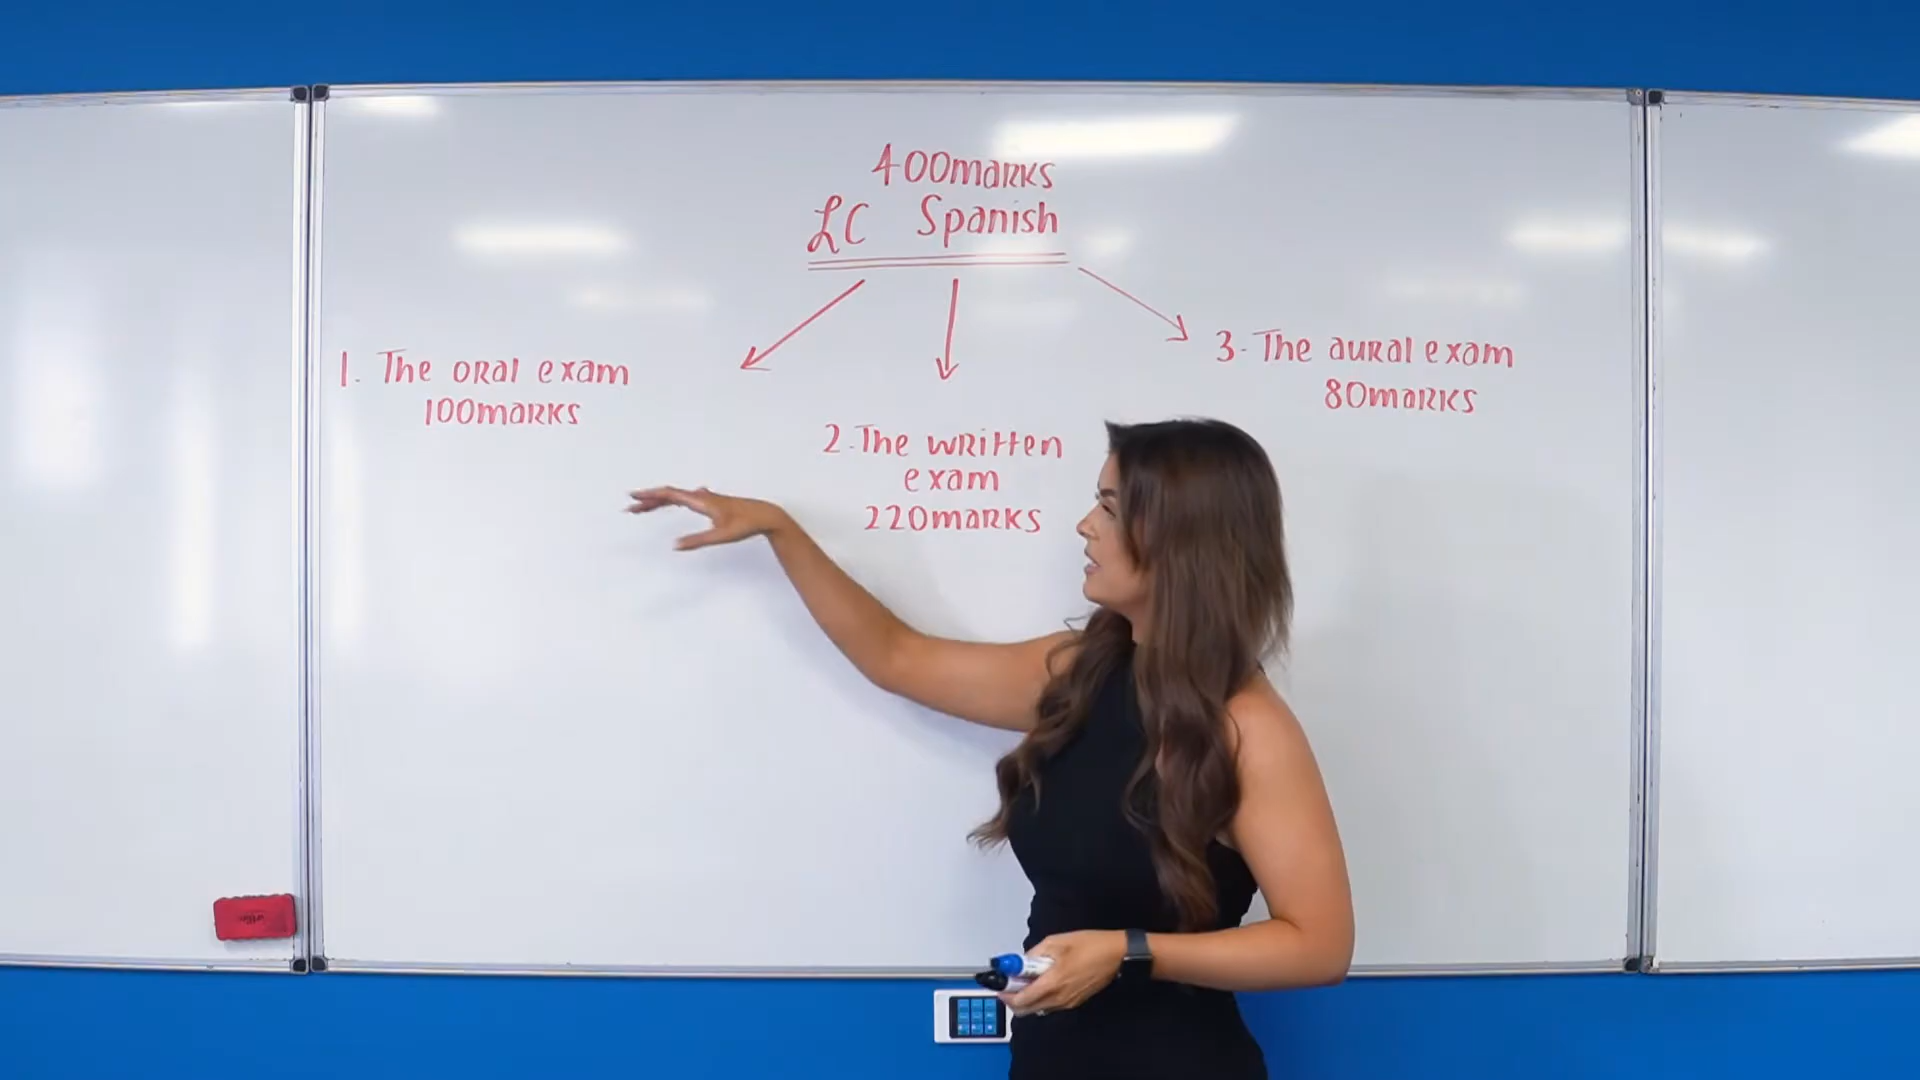 400marks
LC Spanish
1. The oral exam
100marks
2. The written
exam
220marks
3. The aural exam
80marks